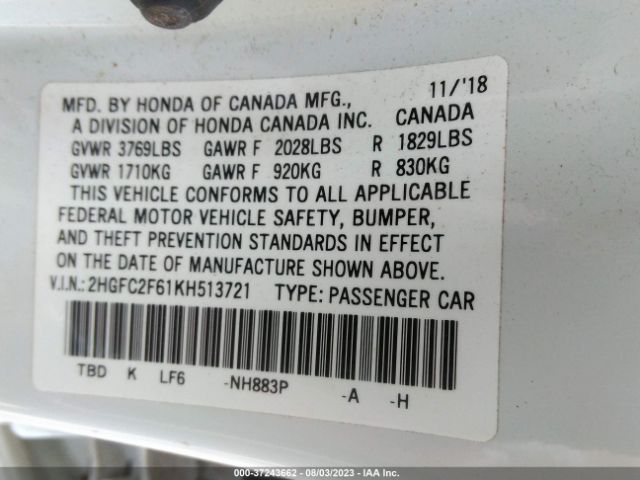 MFD. BY HONDA OF CANADA MFG., 11/'18
A DIVISION OF HONDA CANADA INC. CANADA
GVWR 3769LBS GAWR F 2028LBS R 1829LBS
GVWR 1710KG GAWR F 920KG R 830KG
THIS VEHICLE CONFORMS TO ALL APPLICABLE
FEDERAL MOTOR VEHICLE SAFETY, BUMPER,
AND THEFT PREVENTION STANDARDS IN EFFECT
ON THE DATE OF MANUFACTURE SHOWN ABOVE.
V.I.N.: 2HGFC2F61KH513721 TYPE: PASSENGER CAR
TBD K LF6 -NH883P -A -H
000-37243662 - 08/03/2023 - IAA Inc.